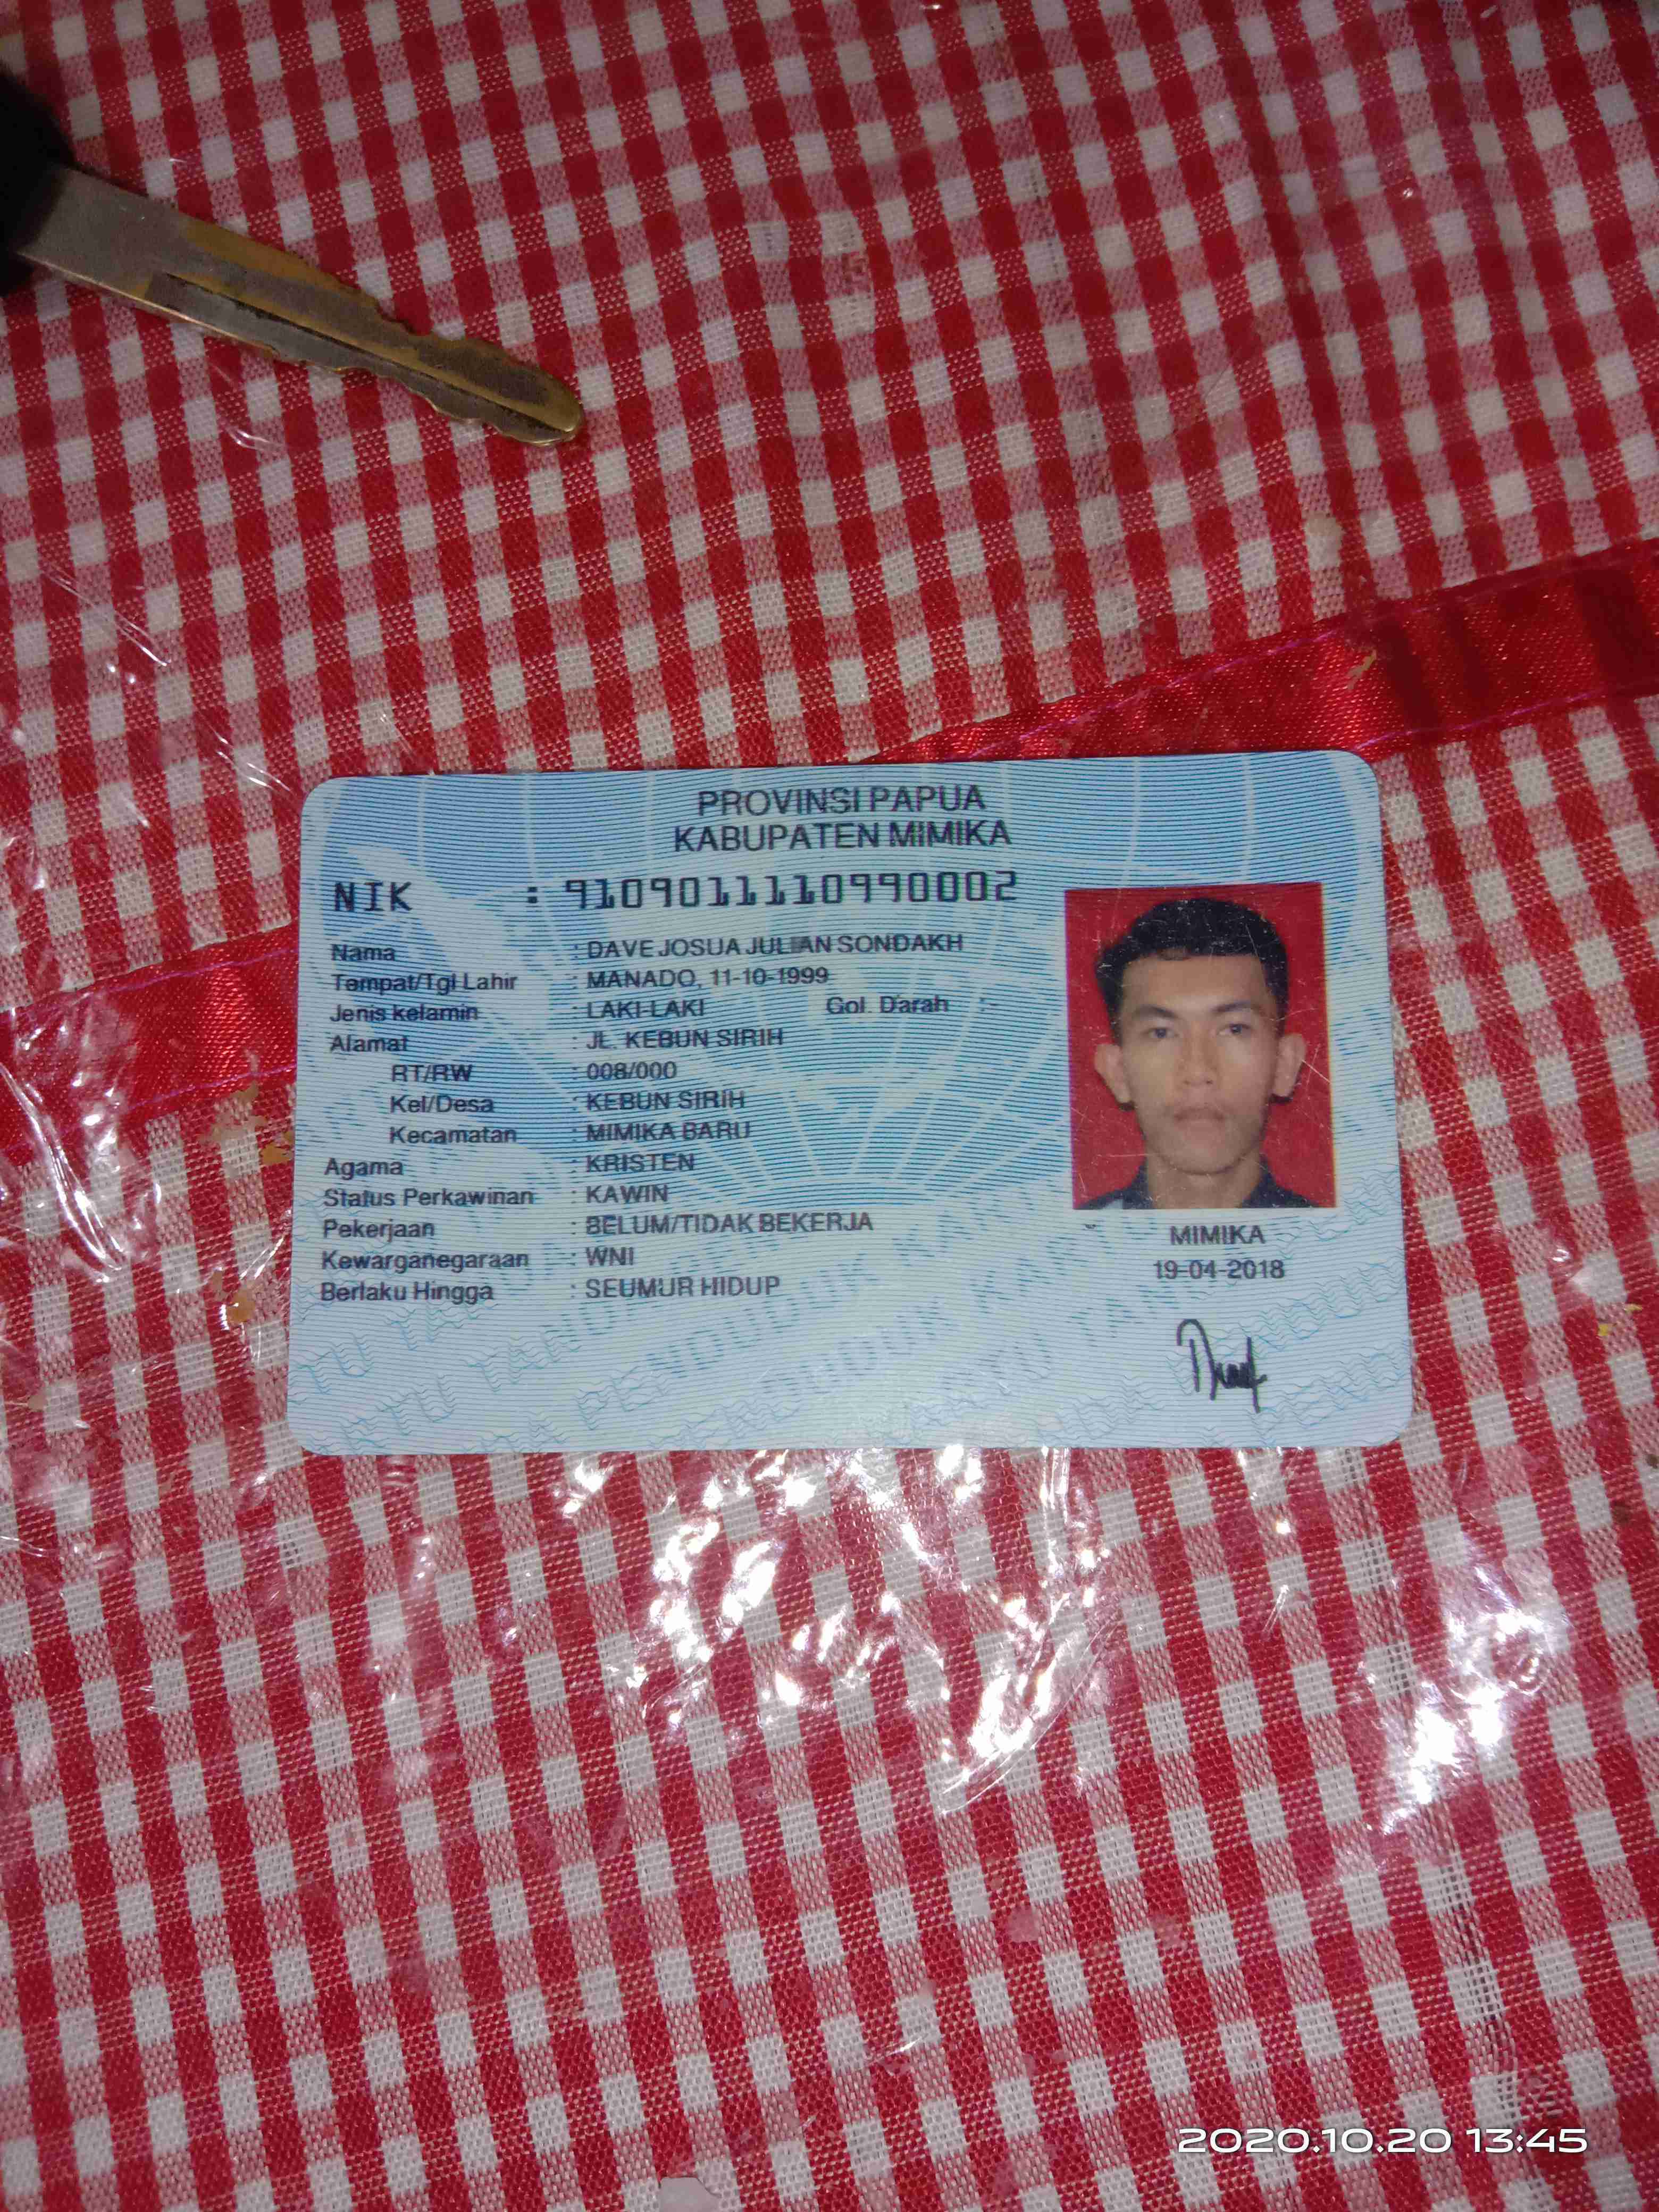 PROVINSI PAPUA
KABUPATEN MIMIKA
NIK : 9109011110990002
Nama : DAVE JOSUA JULIAN SONDAKH
Tempat/Tgl Lahir : MANADO, 11-10-1999
Jenis kelamin : LAKI-LAKI Gol. Darah : -
Alamat : JL. KEBUN SIRIH
RT/RW : 008/000
Kel/Desa : KEBUN SIRIH
Kecamatan : MIMIKA BARU
Agama : KRISTEN
Status Perkawinan : KAWIN
Pekerjaan : BELUM/TIDAK BEKERJA
Kewarganegaraan : WNI
Berlaku Hingga : SEUMUR HIDUP
MIMIKA
19-04-2018
2020.10.20 13:45